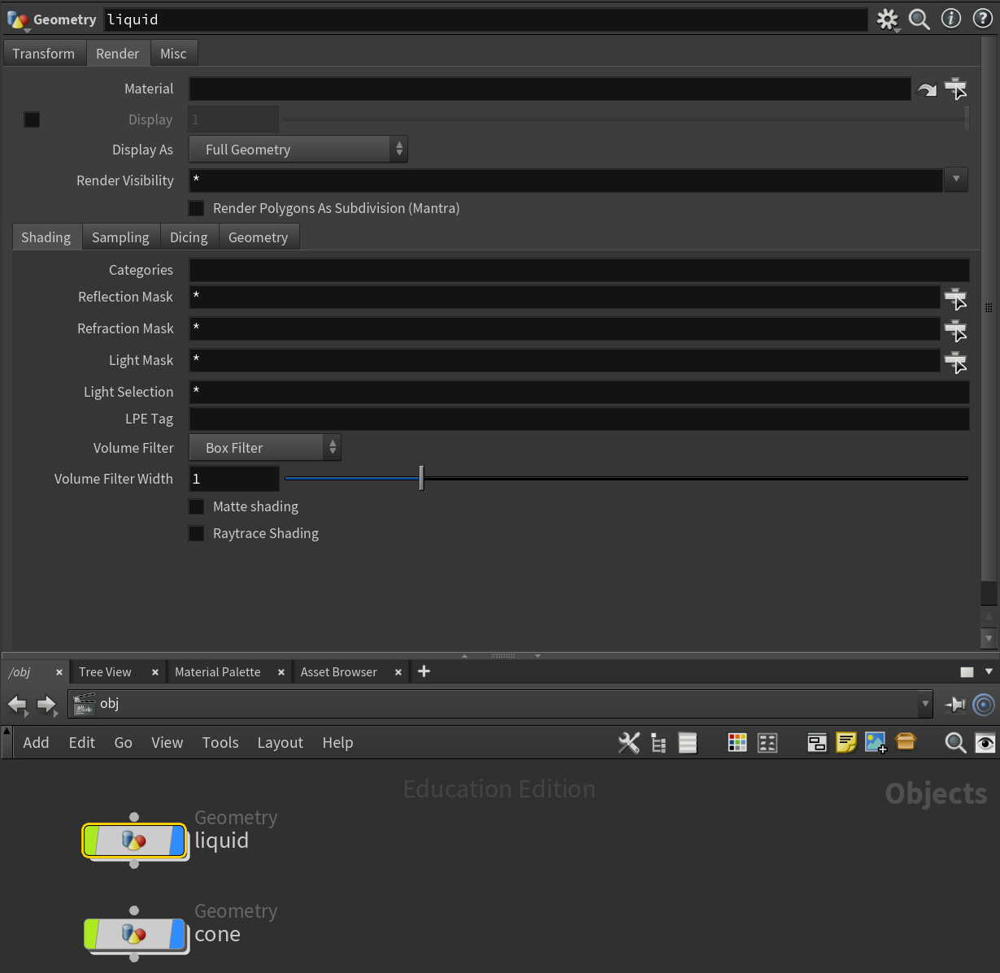 Geometry liquid
Transform Render Misc
Material
Display 1
Display As Full Geometry
Render Visibility *
Render Polygons As Subdivision (Mantra)
Shading Sampling Dicing Geometry
Categories
Reflection Mask *
Refraction Mask *
Light Mask *
Light Selection *
LPE Tag
Volume Filter Box Filter
Volume Filter Width 1
Matte shading
Raytrace Shading
/obj × Tree View × Material Palette × Asset Browser × +
obj
Add Edit Go View Tools Layout Help
Education Edition Objects
Geometry
liquid
Geometry
cone